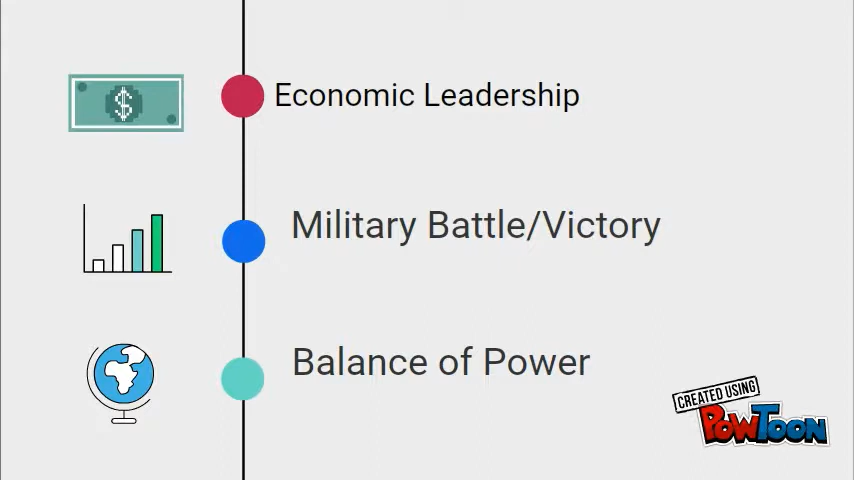 $
Economic Leadership
Military Battle/Victory
Balance of Power
CREATED USING
POWTOON